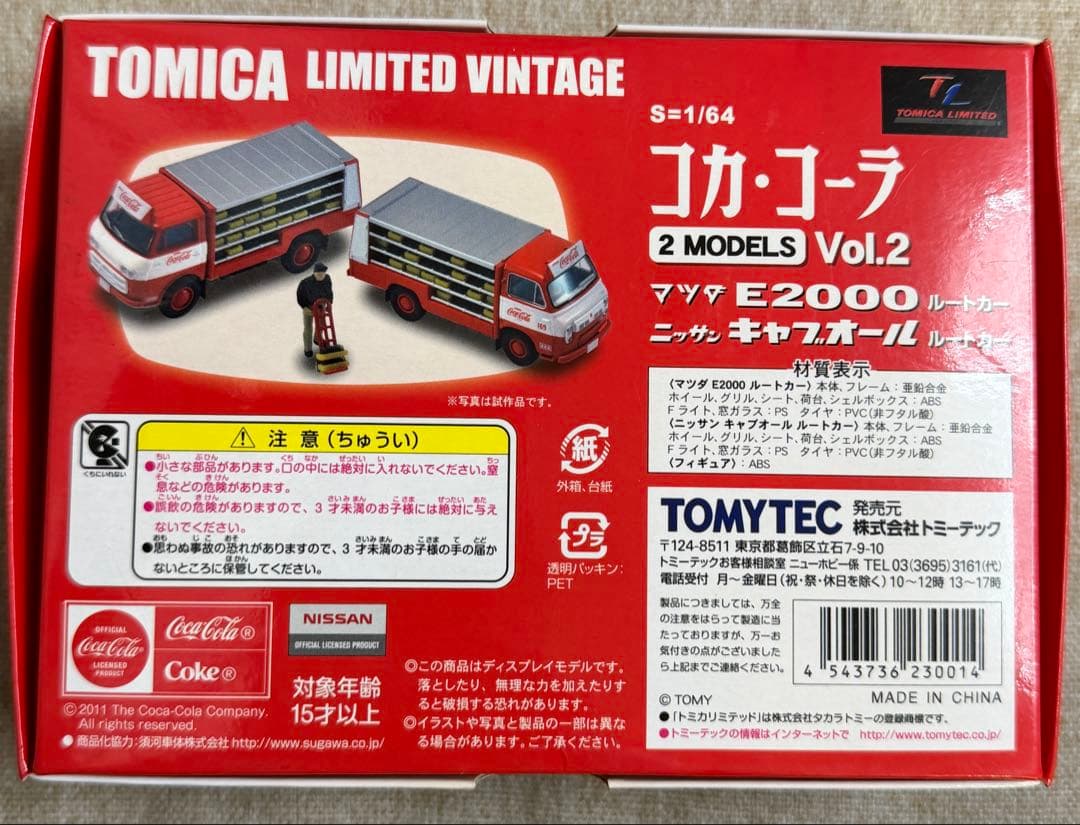 TOMICA LIMITED VINTAGE
TL
TOMICA LIMITED
S=1/64
コカ・コーラ
2 MODELS Vol.2
マツダ E2000 ルートカー
ニッサン キャブオール ルートカー
材質表示
〈マツダ E2000 ルートカー〉本体、フレーム：亜鉛合金
ホイール、グリル、シート、荷台、シェルボックス：ABS
Fライト、窓ガラス：PS タイヤ：PVC(非フタル酸)
〈ニッサン キャブオール ルートカー〉本体、フレーム：亜鉛合金
ホイール、グリル、シート、荷台、シェルボックス：ABS
Fライト、窓ガラス：PS タイヤ：PVC(非フタル酸)
〈フィギュア〉：ABS
※写真は試作品です。
くちにいれない
⚠ 注意(ちゅうい)
●小さな部品があります。口の中には絶対に入れないでください。窒
息などの危険があります。
●誤飲の危険がありますので、3才未満のお子様には絶対に与え
ないでください。
●思わぬ事故の恐れがありますので、3才未満のお子様の手の届か
ないところに保管してください。
紙
外箱、台紙
プラ
透明パッキン：
PET
TOMYTEC 発売元
株式会社トミーテック
〒124-8511 東京都葛飾区立石7-9-10
トミーテックお客様相談室 ニューホビー係 TEL 03(3695)3161(代)
電話受付 月〜金曜日(祝・祭・休日を除く)10〜12時 13〜17時
製品につきましては、万全
の注意をはらって製造に当
たっておりますが、万一お
気付きの点がございました
ら上記までご連絡ください。
4 543736 230014
© TOMY MADE IN CHINA
●「トミカリミテッド」は株式会社タカラトミーの登録商標です。
●トミーテックの情報はインターネットで http://www.tomytec.co.jp/
OFFICIAL
Coca-Cola
LICENSED
PRODUCT
Coca-Cola®
Coke®
NISSAN
OFFICIAL LICENSED PRODUCT
対象年齢
15才以上
◎この商品はディスプレイモデルです。
落としたり、無理な力を加えたりす
ると破損する恐れがあります。
◎イラストや写真と製品の一部は異な
る場合があります。ご了承ください。
© 2011 The Coca-Cola Company.
All rights reserved.
●商品化協力：須河車体株式会社 http://www.sugawa.co.jp/